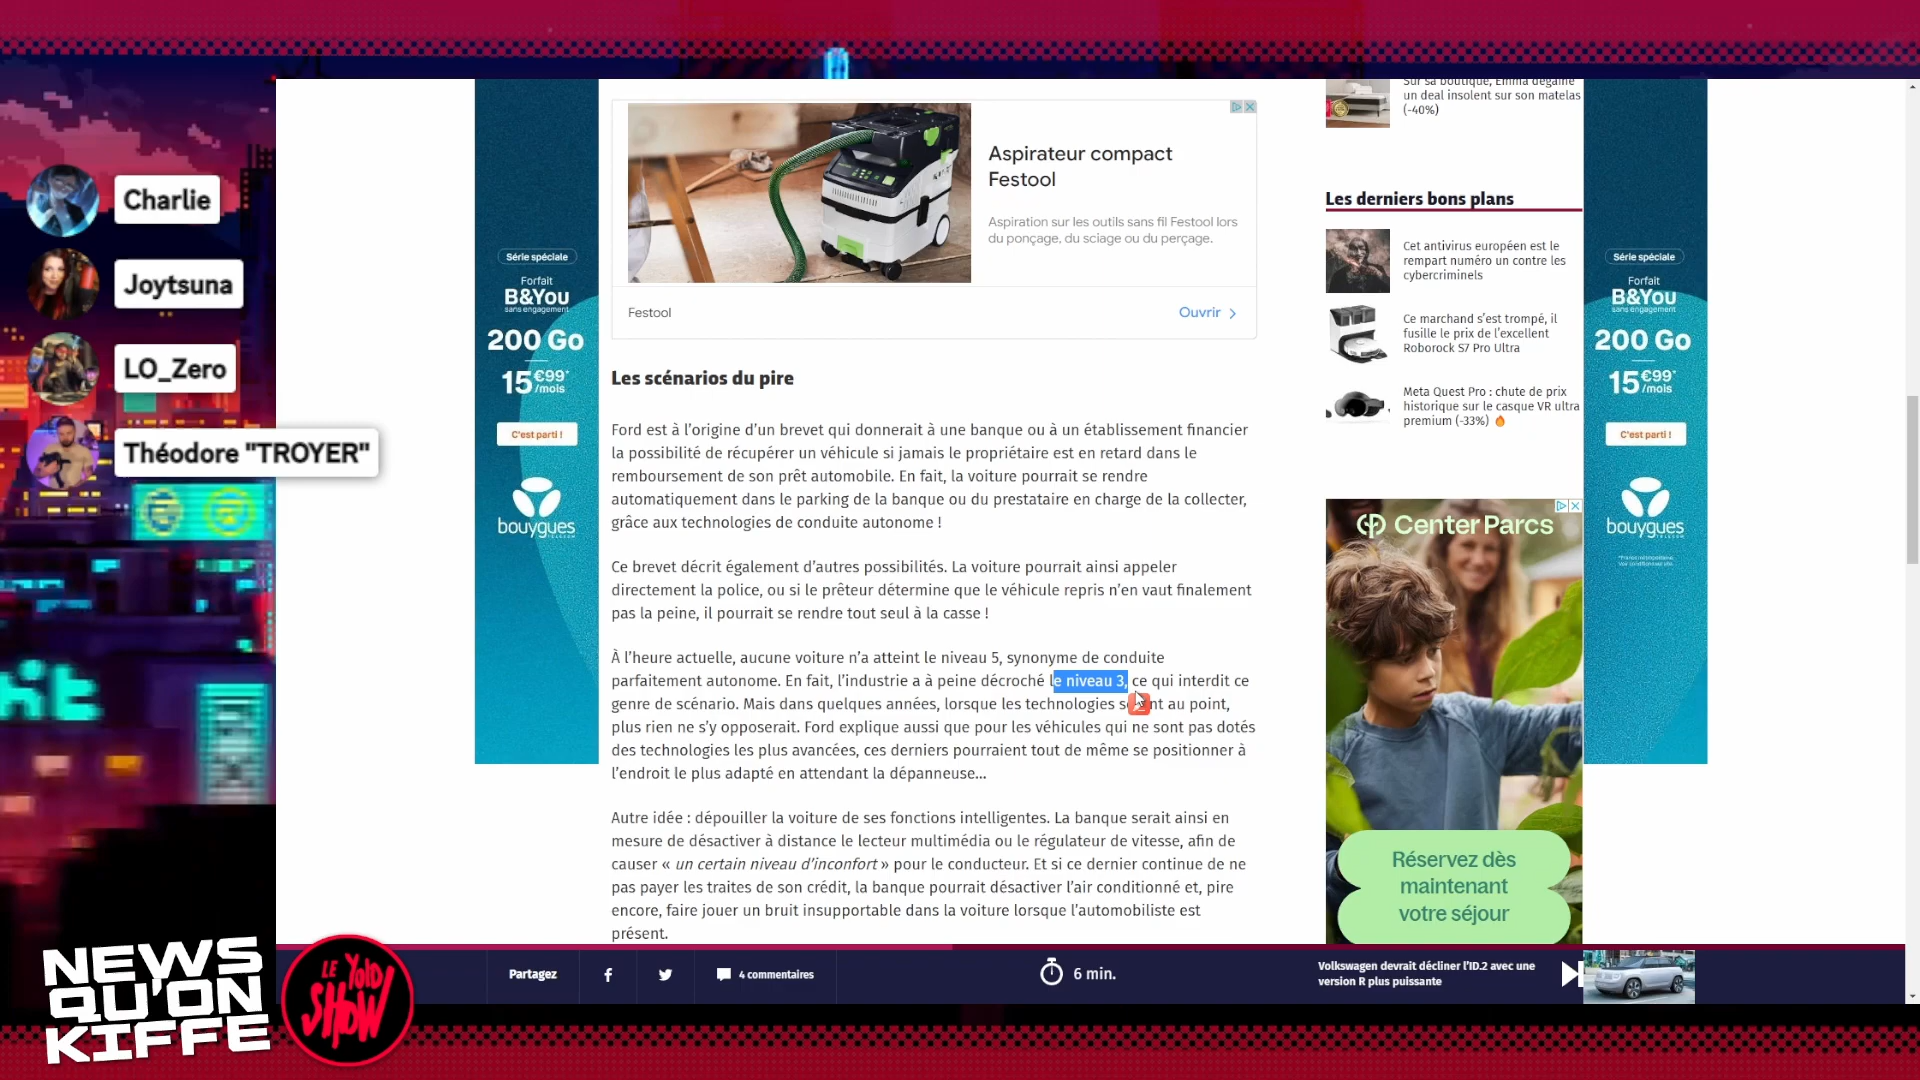 Charlie
Joytsuna
LO_Zero
Théodore "TROYER"
NEWS
QU'ON
KIFFE
LE YOLO
SHOW
Série spéciale
Forfait
B&You
sans engagement
200 Go
15€99*
/mois
C'est parti !
bouygues
TELECOM
Aspirateur compact
Festool
Aspiration sur les outils sans fil Festool lors
du ponçage, du sciage ou du perçage.
Festool
Ouvrir
Les scénarios du pire
Ford est à l'origine d'un brevet qui donnerait à une banque ou à un établissement financier
la possibilité de récupérer un véhicule si jamais le propriétaire est en retard dans le
remboursement de son prêt automobile. En fait, la voiture pourrait se rendre
automatiquement dans le parking de la banque ou du prestataire en charge de la collecter,
grâce aux technologies de conduite autonome !
Ce brevet décrit également d'autres possibilités. La voiture pourrait ainsi appeler
directement la police, ou si le prêteur détermine que le véhicule repris n'en vaut finalement
pas la peine, il pourrait se rendre tout seul à la casse !
À l'heure actuelle, aucune voiture n'a atteint le niveau 5, synonyme de conduite
parfaitement autonome. En fait, l'industrie a à peine décroché le niveau 3, ce qui interdit ce
genre de scénario. Mais dans quelques années, lorsque les technologies au point,
plus rien ne s'y opposerait. Ford explique aussi que pour les véhicules qui ne sont pas dotés
des technologies les plus avancées, ces derniers pourraient tout de même se positionner à
l'endroit le plus adapté en attendant la dépanneuse...
Autre idée : dépouiller la voiture de ses fonctions intelligentes. La banque serait ainsi en
mesure de désactiver à distance le lecteur multimédia ou le régulateur de vitesse, afin de
causer « un certain niveau d'inconfort » pour le conducteur. Et si ce dernier continue de ne
pas payer les traites de son crédit, la banque pourrait désactiver l'air conditionné et, pire
encore, faire jouer un bruit insupportable dans la voiture lorsque l'automobiliste est
présent.
Sur sa boutique, Emma dégaine
un deal insolent sur son matelas
(-40%)
Les derniers bons plans
Cet antivirus européen est le
rempart numéro un contre les
cybercriminels
Ce marchand s'est trompé, il
fusille le prix de l'excellent
Roborock S7 Pro Ultra
Meta Quest Pro : chute de prix
historique sur le casque VR ultra
premium (-33%)
CenterParcs
Réservez dès
maintenant
votre séjour
Série spéciale
Forfait
B&You
sans engagement
200 Go
15€99*
/mois
C'est parti !
bouygues
TELECOM
Partagez
4 commentaires
6 min.
Volkswagen devrait décliner l'ID.2 avec une
version R plus puissante